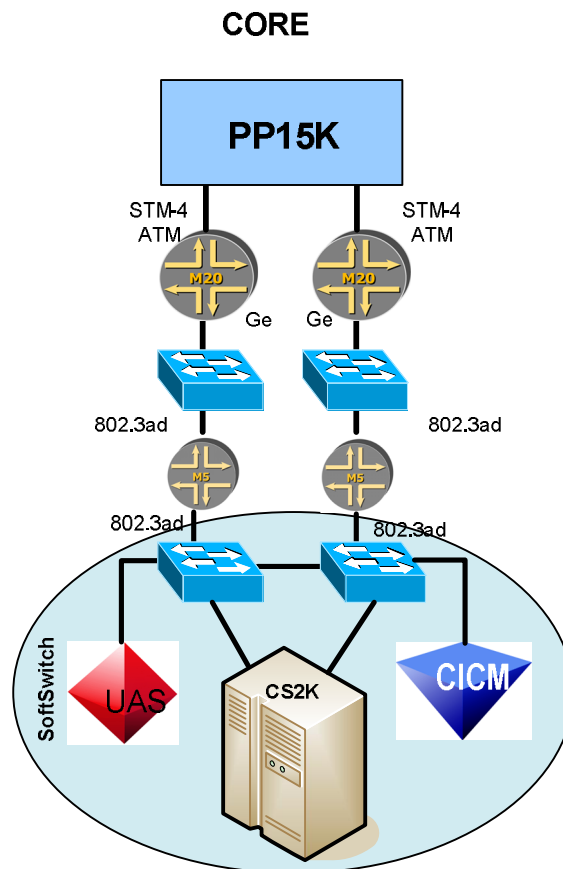 CORE
PP15K
STM-4
ATM
STM-4
ATM
M20
M20
Ge
Ge
802.3ad
802.3ad
M5
M5
802.3ad
802.3ad
SoftSwitch
UAS
CS2K
CICM